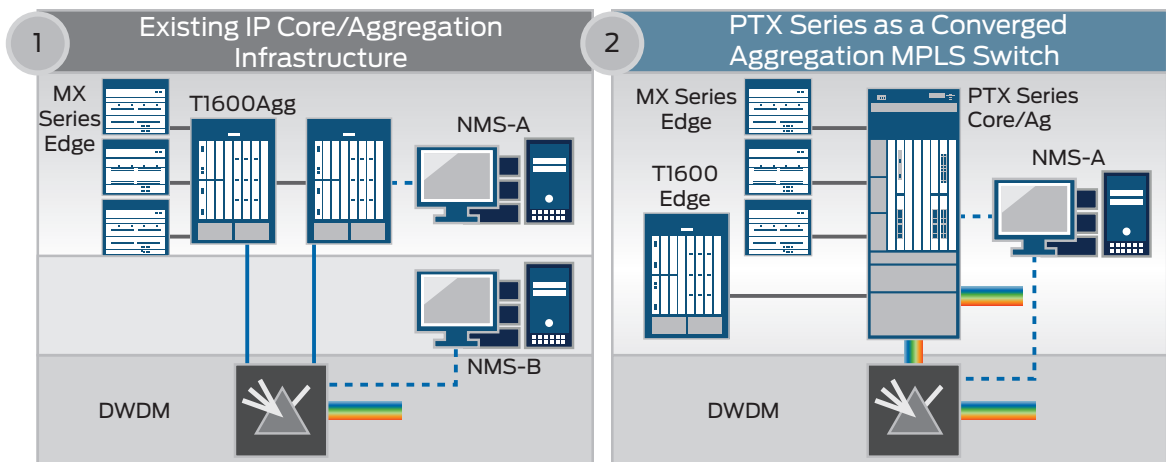 1
Existing IP Core/Aggregation
Infrastructure
MX
Series
Edge
T1600Agg
NMS-A
NMS-B
DWDM
2
PTX Series as a Converged
Aggregation MPLS Switch
MX Series
Edge
PTX Series
Core/Ag
T1600
Edge
NMS-A
DWDM